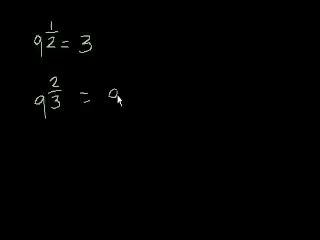 9^{1/2} = 3
9^{2/3} =